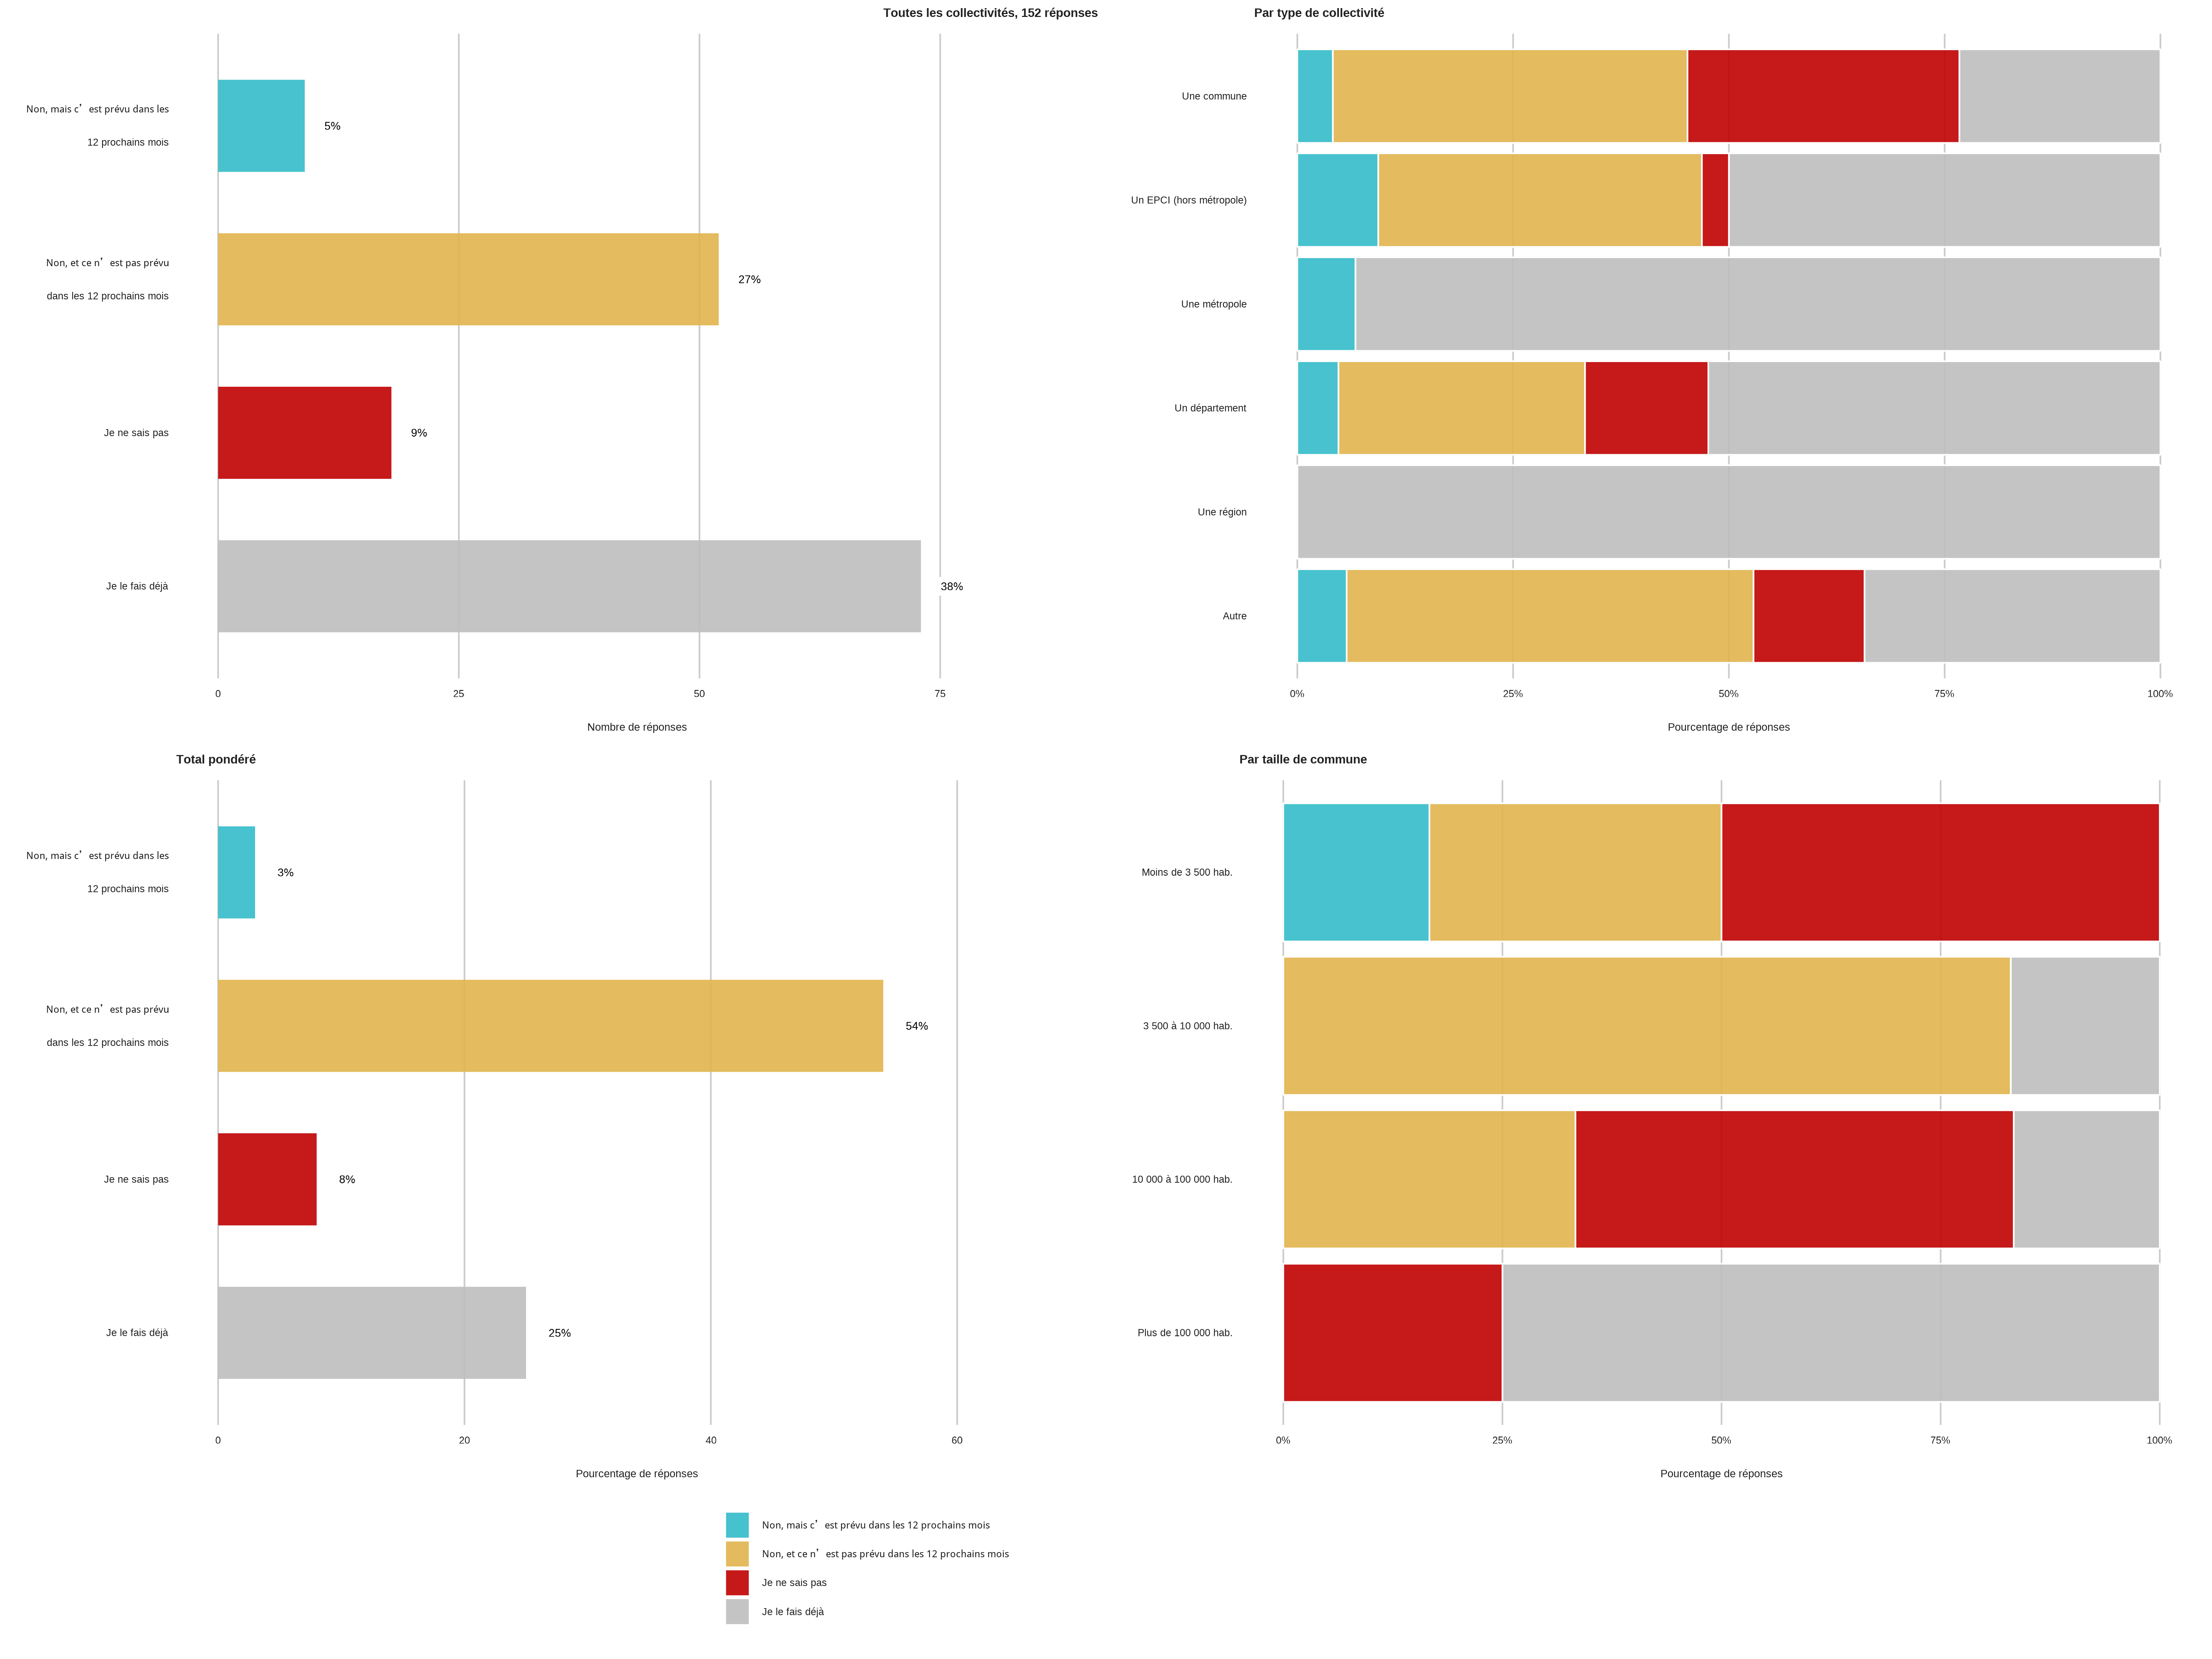 Toutes les collectivités, 152 réponses
Non, mais c’est prévu dans les
12 prochains mois
5%
Non, et ce n’est pas prévu
dans les 12 prochains mois
27%
Je ne sais pas
9%
Je le fais déjà
38%
0 25 50 75
Nombre de réponses
Par type de collectivité
Une commune
Un EPCI (hors métropole)
Une métropole
Un département
Une région
Autre
0% 25% 50% 75% 100%
Pourcentage de réponses
Total pondéré
Non, mais c’est prévu dans les
12 prochains mois
3%
Non, et ce n’est pas prévu
dans les 12 prochains mois
54%
Je ne sais pas
8%
Je le fais déjà
25%
0 20 40 60
Pourcentage de réponses
Par taille de commune
Moins de 3 500 hab.
3 500 à 10 000 hab.
10 000 à 100 000 hab.
Plus de 100 000 hab.
0% 25% 50% 75% 100%
Pourcentage de réponses
Non, mais c’est prévu dans les 12 prochains mois
Non, et ce n’est pas prévu dans les 12 prochains mois
Je ne sais pas
Je le fais déjà